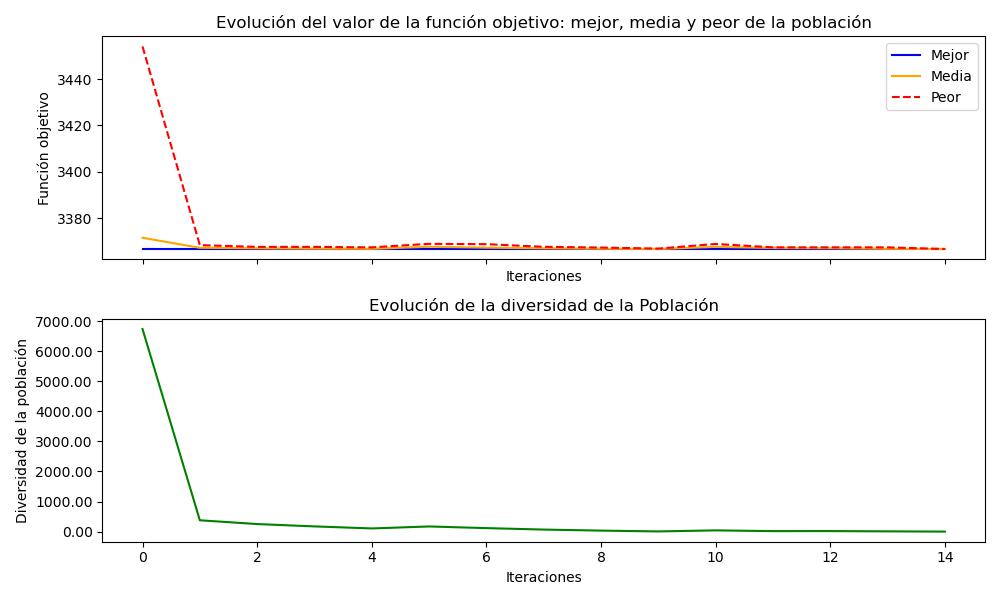 Evolución del valor de la función objetivo: mejor, media y peor de la población
Función objetivo
3440
3420
3400
3380
Mejor
Media
Peor
Iteraciones
Evolución de la diversidad de la Población
Diversidad de la población
7000.00
6000.00
5000.00
4000.00
3000.00
2000.00
1000.00
0.00
0 2 4 6 8 10 12 14
Iteraciones